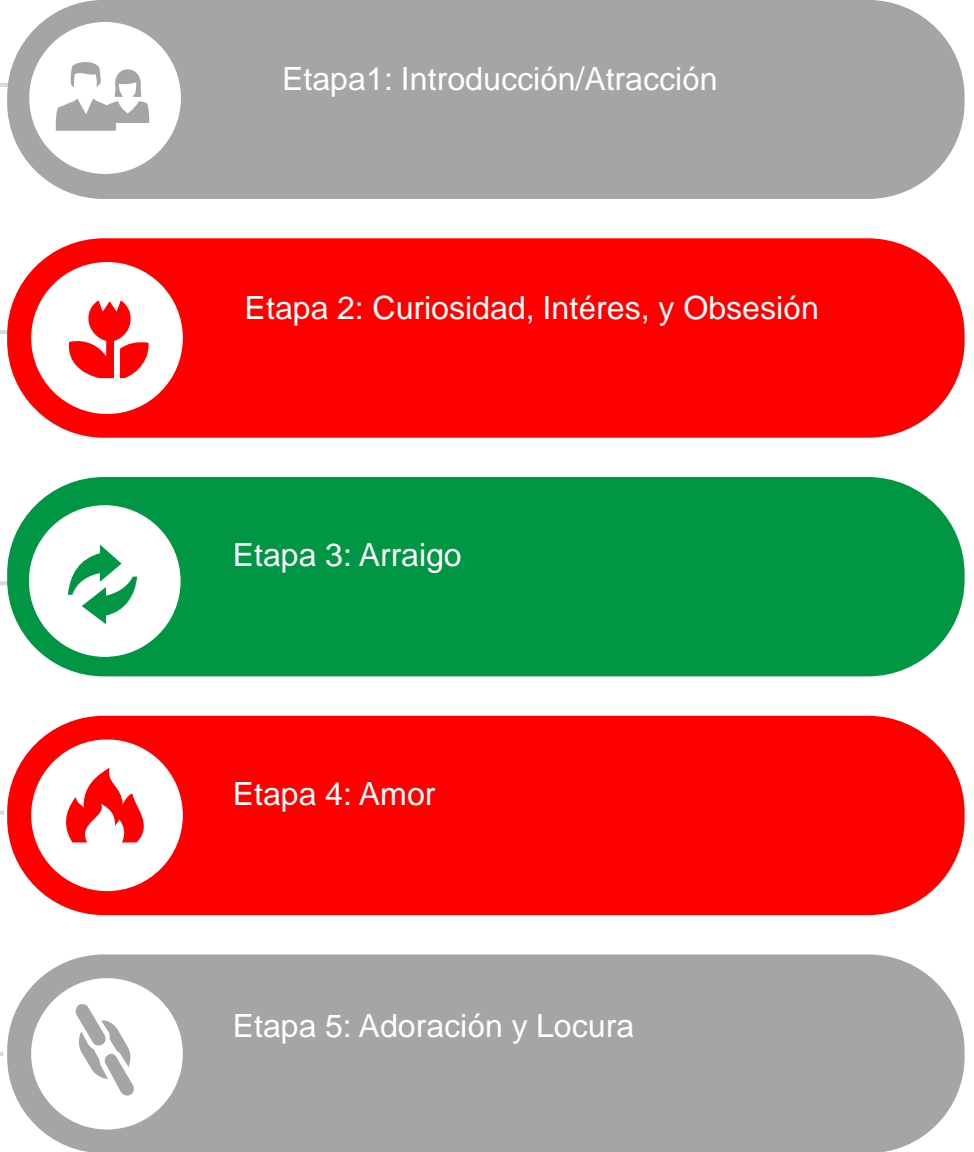 Etapa1: Introducción/Atracción
Etapa 2: Curiosidad, Intéres, y Obsesión
Etapa 3: Arraigo
Etapa 4: Amor
Etapa 5: Adoración y Locura